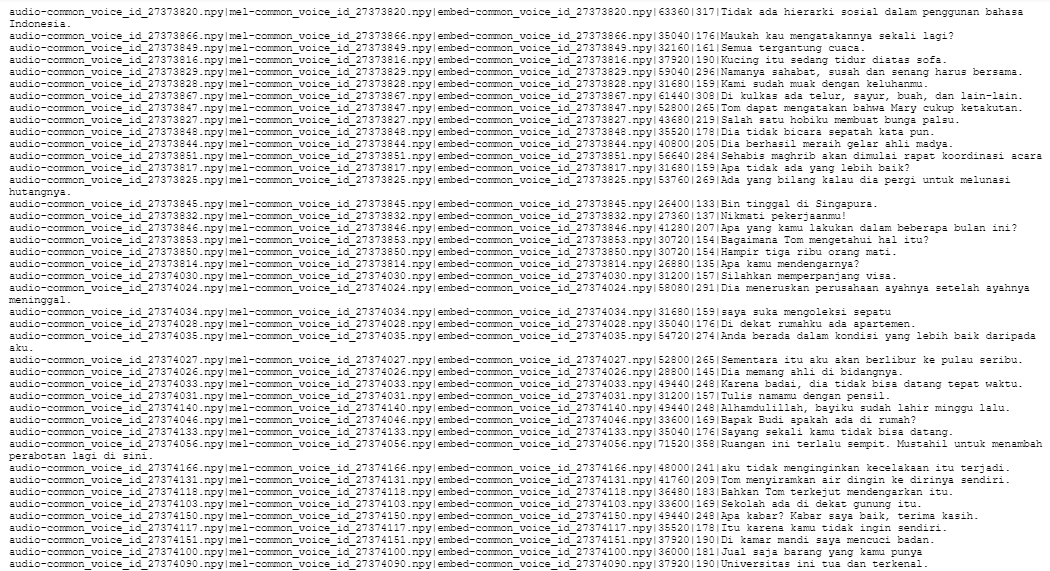 audio-common_voice_id_27373820.npy|mel-common_voice_id_27373820.npy|embed-common_voice_id_27373820.npy|63360|317|Tidak ada hierarki sosial dalam penggunan bahasa
Indonesia.
audio-common_voice_id_27373866.npy|mel-common_voice_id_27373866.npy|embed-common_voice_id_27373866.npy|35040|176|Maukah kau mengatakannya sekali lagi?
audio-common_voice_id_27373849.npy|mel-common_voice_id_27373849.npy|embed-common_voice_id_27373849.npy|32160|161|Semua tergantung cuaca.
audio-common_voice_id_27373816.npy|mel-common_voice_id_27373816.npy|embed-common_voice_id_27373816.npy|37920|190|Kucing itu sedang tidur diatas sofa.
audio-common_voice_id_27373829.npy|mel-common_voice_id_27373829.npy|embed-common_voice_id_27373829.npy|59040|296|Namanya sahabat, susah dan senang harus bersama.
audio-common_voice_id_27373828.npy|mel-common_voice_id_27373828.npy|embed-common_voice_id_27373828.npy|31680|159|Kami sudah muak dengan keluhanmu.
audio-common_voice_id_27373867.npy|mel-common_voice_id_27373867.npy|embed-common_voice_id_27373867.npy|61440|308|Di kulkas ada telur, sayur, buah, dan lain-lain.
audio-common_voice_id_27373847.npy|mel-common_voice_id_27373847.npy|embed-common_voice_id_27373847.npy|52800|265|Tom dapat mengatakan bahwa Mary cukup ketakutan.
audio-common_voice_id_27373827.npy|mel-common_voice_id_27373827.npy|embed-common_voice_id_27373827.npy|43680|219|Salah satu hobiku membuat bunga palsu.
audio-common_voice_id_27373848.npy|mel-common_voice_id_27373848.npy|embed-common_voice_id_27373848.npy|35520|178|Dia tidak bicara sepatah kata pun.
audio-common_voice_id_27373844.npy|mel-common_voice_id_27373844.npy|embed-common_voice_id_27373844.npy|40800|205|Dia berhasil meraih gelar ahli madya.
audio-common_voice_id_27373851.npy|mel-common_voice_id_27373851.npy|embed-common_voice_id_27373851.npy|56640|284|Sehabis maghrib akan dimulai rapat koordinasi acara
audio-common_voice_id_27373817.npy|mel-common_voice_id_27373817.npy|embed-common_voice_id_27373817.npy|31680|159|Apa tidak ada yang lebih baik?
audio-common_voice_id_27373825.npy|mel-common_voice_id_27373825.npy|embed-common_voice_id_27373825.npy|53760|269|Ada yang bilang kalau dia pergi untuk melunasi
hutangnya.
audio-common_voice_id_27373845.npy|mel-common_voice_id_27373845.npy|embed-common_voice_id_27373845.npy|26400|133|Bin tinggal di Singapura.
audio-common_voice_id_27373832.npy|mel-common_voice_id_27373832.npy|embed-common_voice_id_27373832.npy|27360|137|Nikmati pekerjaanmu!
audio-common_voice_id_27373846.npy|mel-common_voice_id_27373846.npy|embed-common_voice_id_27373846.npy|41280|207|Apa yang kamu lakukan dalam beberapa bulan ini?
audio-common_voice_id_27373853.npy|mel-common_voice_id_27373853.npy|embed-common_voice_id_27373853.npy|30720|154|Bagaimana Tom mengetahui hal itu?
audio-common_voice_id_27373850.npy|mel-common_voice_id_27373850.npy|embed-common_voice_id_27373850.npy|30720|154|Hampir tiga ribu orang mati.
audio-common_voice_id_27373814.npy|mel-common_voice_id_27373814.npy|embed-common_voice_id_27373814.npy|26880|135|Apa kamu mendengarnya?
audio-common_voice_id_27374030.npy|mel-common_voice_id_27374030.npy|embed-common_voice_id_27374030.npy|31200|157|Silahkan memperpanjang visa.
audio-common_voice_id_27374024.npy|mel-common_voice_id_27374024.npy|embed-common_voice_id_27374024.npy|58080|291|Dia meneruskan perusahaan ayahnya setelah ayahnya
meninggal.
audio-common_voice_id_27374034.npy|mel-common_voice_id_27374034.npy|embed-common_voice_id_27374034.npy|31680|159|saya suka mengoleksi sepatu
audio-common_voice_id_27374028.npy|mel-common_voice_id_27374028.npy|embed-common_voice_id_27374028.npy|35040|176|Di dekat rumahku ada apartemen.
audio-common_voice_id_27374035.npy|mel-common_voice_id_27374035.npy|embed-common_voice_id_27374035.npy|54720|274|Anda berada dalam kondisi yang lebih baik daripada
aku.
audio-common_voice_id_27374027.npy|mel-common_voice_id_27374027.npy|embed-common_voice_id_27374027.npy|52800|265|Sementara itu aku akan berlibur ke pulau seribu.
audio-common_voice_id_27374026.npy|mel-common_voice_id_27374026.npy|embed-common_voice_id_27374026.npy|28800|145|Dia memang ahli di bidangnya.
audio-common_voice_id_27374033.npy|mel-common_voice_id_27374033.npy|embed-common_voice_id_27374033.npy|49440|248|Karena badai, dia tidak bisa datang tepat waktu.
audio-common_voice_id_27374031.npy|mel-common_voice_id_27374031.npy|embed-common_voice_id_27374031.npy|31200|157|Tulis namamu dengan pensil.
audio-common_voice_id_27374140.npy|mel-common_voice_id_27374140.npy|embed-common_voice_id_27374140.npy|49440|248|Alhamdulillah, bayiku sudah lahir minggu lalu.
audio-common_voice_id_27374046.npy|mel-common_voice_id_27374046.npy|embed-common_voice_id_27374046.npy|33600|169|Bapak Budi apakah ada di rumah?
audio-common_voice_id_27374133.npy|mel-common_voice_id_27374133.npy|embed-common_voice_id_27374133.npy|35040|176|Sayang sekali kamu tidak bisa datang.
audio-common_voice_id_27374056.npy|mel-common_voice_id_27374056.npy|embed-common_voice_id_27374056.npy|71520|358|Ruangan ini terlalu sempit. Mustahil untuk menambah
perabotan lagi di sini.
audio-common_voice_id_27374166.npy|mel-common_voice_id_27374166.npy|embed-common_voice_id_27374166.npy|48000|241|aku tidak menginginkan kecelakaan itu terjadi.
audio-common_voice_id_27374131.npy|mel-common_voice_id_27374131.npy|embed-common_voice_id_27374131.npy|41760|209|Tom menyiramkan air dingin ke dirinya sendiri.
audio-common_voice_id_27374118.npy|mel-common_voice_id_27374118.npy|embed-common_voice_id_27374118.npy|36480|183|Bahkan Tom terkejut mendengarkan itu.
audio-common_voice_id_27374103.npy|mel-common_voice_id_27374103.npy|embed-common_voice_id_27374103.npy|33600|169|Sekolah ada di dekat gunung itu.
audio-common_voice_id_27374150.npy|mel-common_voice_id_27374150.npy|embed-common_voice_id_27374150.npy|49440|248|Apa kabar? Kabar saya baik, terima kasih.
audio-common_voice_id_27374117.npy|mel-common_voice_id_27374117.npy|embed-common_voice_id_27374117.npy|35520|178|Itu karena kamu tidak ingin sendiri.
audio-common_voice_id_27374151.npy|mel-common_voice_id_27374151.npy|embed-common_voice_id_27374151.npy|37920|190|Di kamar mandi saya mencuci badan.
audio-common_voice_id_27374100.npy|mel-common_voice_id_27374100.npy|embed-common_voice_id_27374100.npy|36000|181|Jual saja barang yang kamu punya
audio-common_voice_id_27374090.npy|mel-common_voice_id_27374090.npy|embed-common_voice_id_27374090.npy|37920|190|Universitas ini tua dan terkenal.